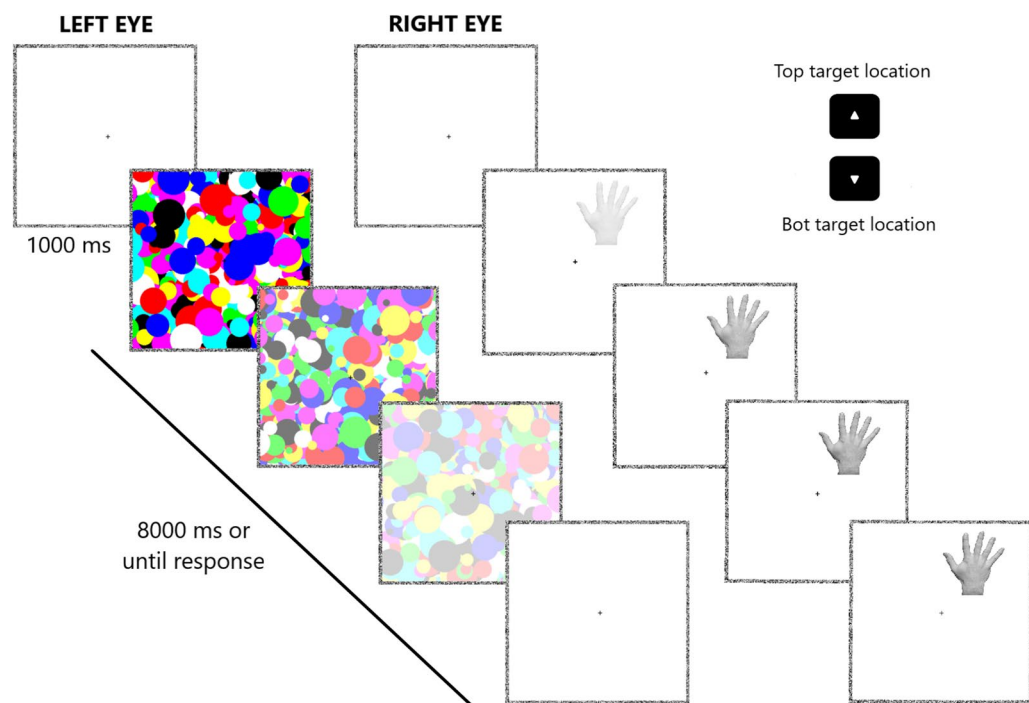 LEFT EYE
RIGHT EYE
Top target location
Bot target location
1000 ms
8000 ms or
until response